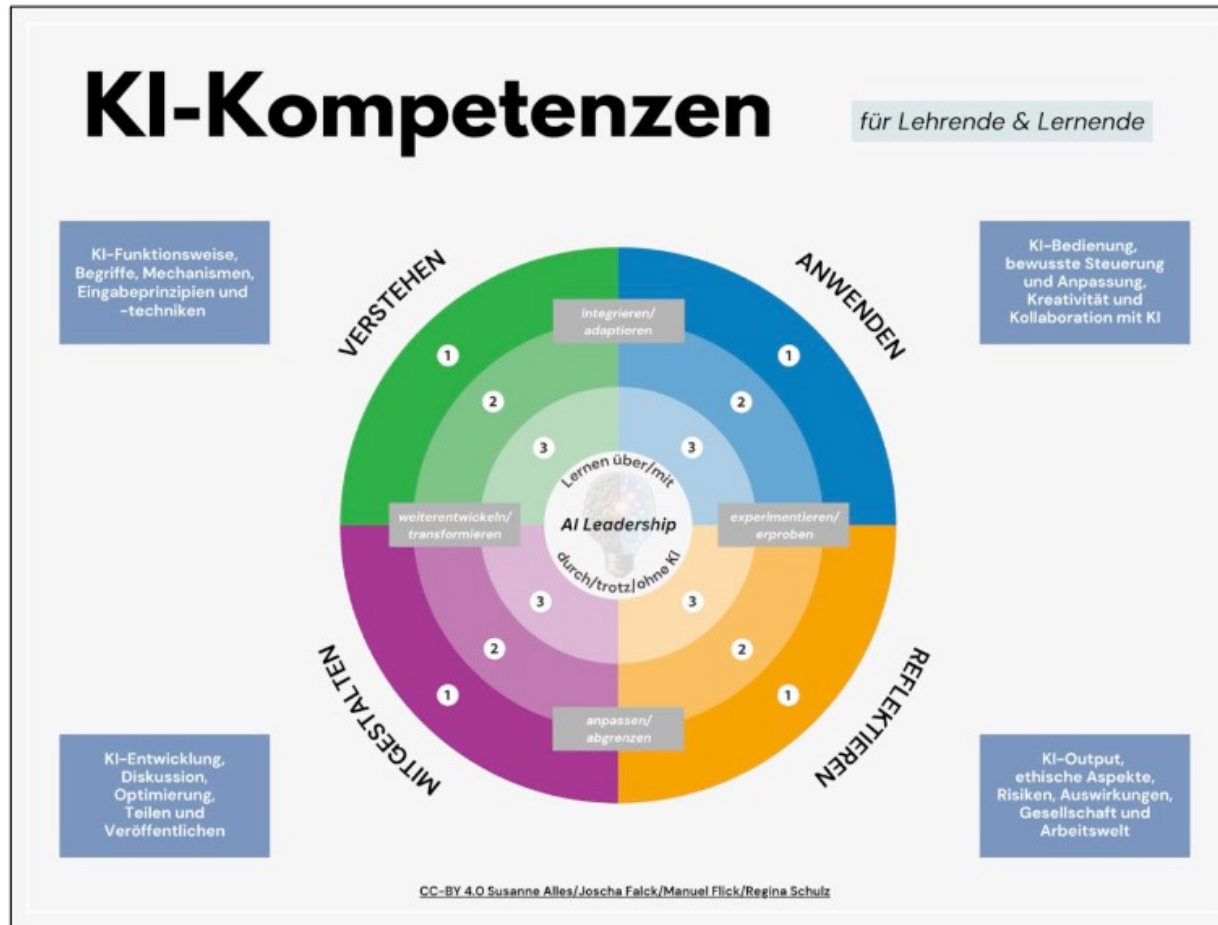 KI-Kompetenzen
für Lehrende & Lernende
KI-Funktionsweise,
Begriffe, Mechanismen,
Eingabeprinzipien und
-techniken
VERSTEHEN
ANWENDEN
KI-Bedienung,
bewusste Steuerung
und Anpassung,
Kreativität und
Kollaboration mit KI
integrieren/
adaptieren
1
1
2
2
3
3
Lernen über/mit
weiterentwickeln/
transformieren
AI Leadership
experimentieren/
erproben
durch/trotz/ohne KI
3
3
2
2
1
1
anpassen/
abgrenzen
MITGESTALTEN
REFLEKTIEREN
KI-Entwicklung,
Diskussion,
Optimierung,
Teilen und
Veröffentlichen
KI-Output,
ethische Aspekte,
Risiken, Auswirkungen,
Gesellschaft und
Arbeitswelt
CC-BY 4.0 Susanne Alles/Joscha Falck/Manuel Flick/Regina Schulz